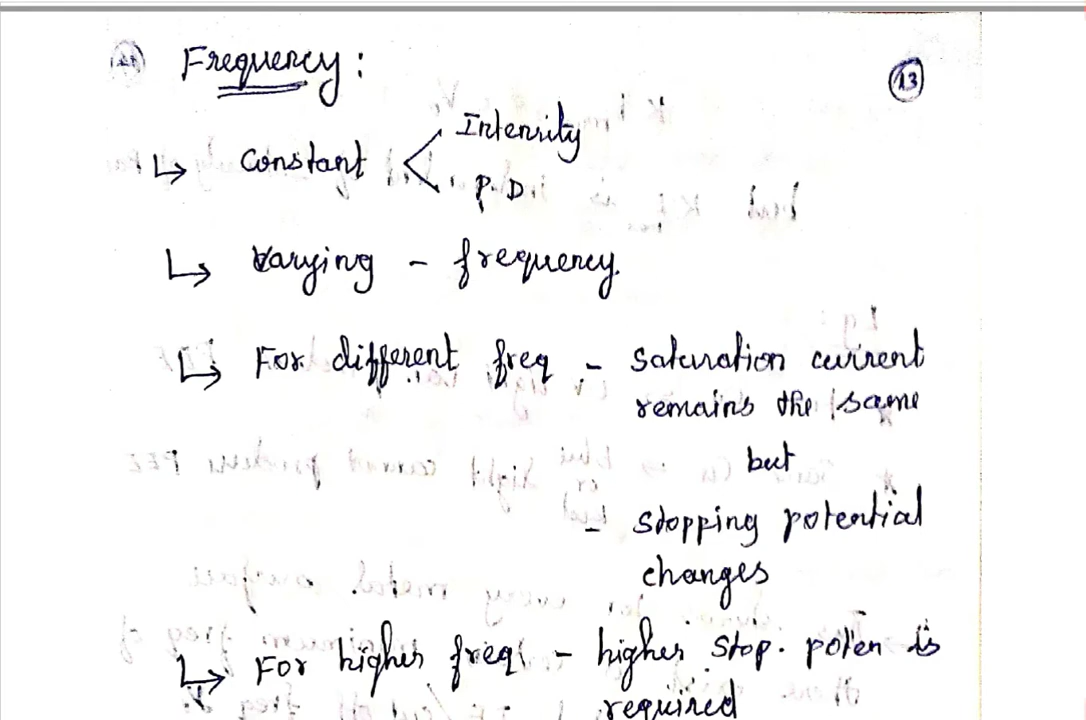 Frequency :
13
↳ Constant < Intensity
P.D.
↳ Varying - frequency.
↳ For different freq - Saturation current
remains the same
but
- Stopping potential
changes
↳ For higher freq - higher stop. poten is
required